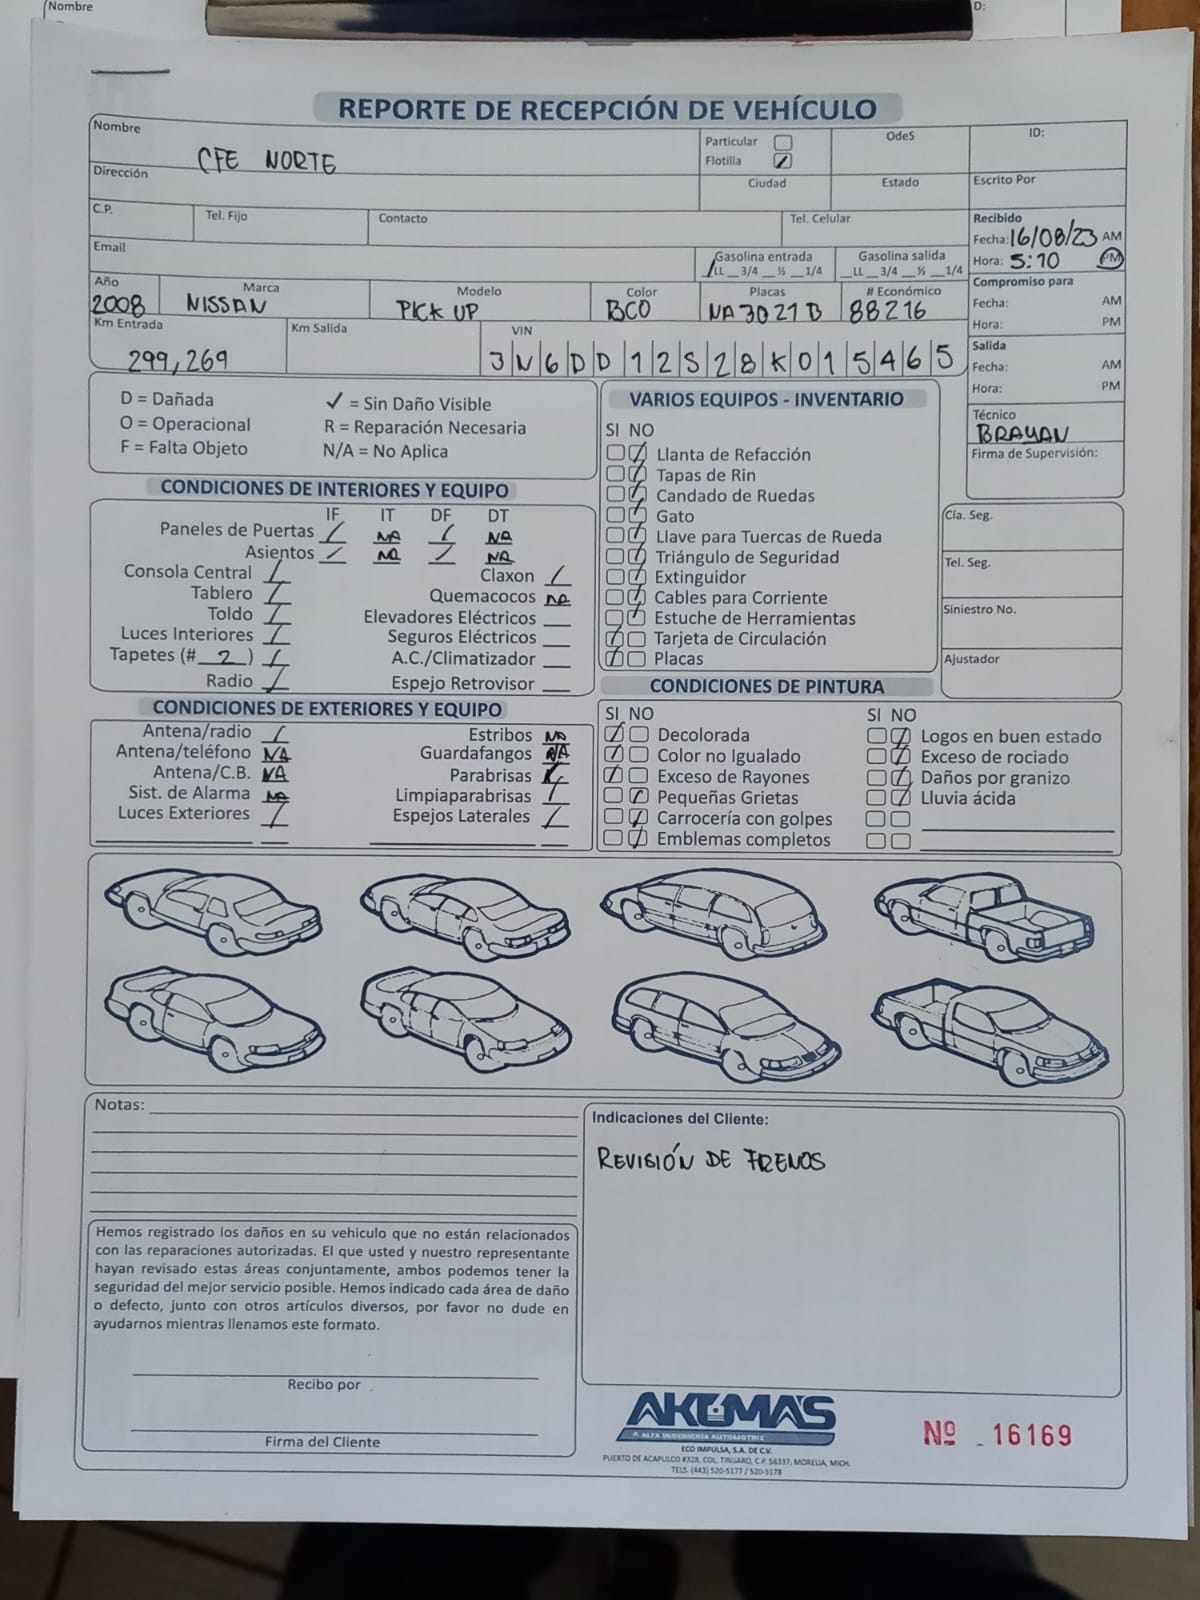 Nombre
D:
REPORTE DE RECEPCIÓN DE VEHÍCULO
Nombre CFE NORTE
Particular
Flotilla ✓
OdeS
ID:
Dirección
Ciudad
Estado
Escrito Por
C.P.
Tel. Fijo
Contacto
Tel. Celular
Recibido
Fecha: 16/08/23 AM
Hora: 5:10 PM
Email
Gasolina entrada
✓LL __3/4 __½ __1/4
Gasolina salida
__LL __3/4 __½ __1/4
Año 2008
Marca NISSAN
Modelo PICK UP
Color BCO
Placas NA3021B
# Económico 88216
Compromiso para
Fecha: AM
Hora: PM
Km Entrada 299,269
Km Salida
VIN 3N6DD12S28K015465
Salida
Fecha: AM
Hora: PM
Técnico
BRAYAN
Firma de Supervisión:
D = Dañada
O = Operacional
F = Falta Objeto
✓ = Sin Daño Visible
R = Reparación Necesaria
N/A = No Aplica
CONDICIONES DE INTERIORES Y EQUIPO
IF IT DF DT
Paneles de Puertas ✓ NA ✓ NA
Asientos ✓ NA ✓ NA
Consola Central ✓
Tablero ✓
Toldo ✓
Luces Interiores ✓
Tapetes (# 2 ) ✓
Radio ✓
Claxon ✓
Quemacocos NA
Elevadores Eléctricos
Seguros Eléctricos
A.C./Climatizador
Espejo Retrovisor
VARIOS EQUIPOS - INVENTARIO
SI NO
Llanta de Refacción
Tapas de Rin
Candado de Ruedas
Gato
Llave para Tuercas de Rueda
Triángulo de Seguridad
Extinguidor
Cables para Corriente
Estuche de Herramientas
Tarjeta de Circulación
Placas
Cía. Seg.
Tel. Seg.
Siniestro No.
Ajustador
CONDICIONES DE EXTERIORES Y EQUIPO
Antena/radio ✓
Antena/teléfono NA
Antena/C.B. NA
Sist. de Alarma NA
Luces Exteriores ✓
Estribos NA
Guardafangos NA
Parabrisas ✓
Limpiaparabrisas ✓
Espejos Laterales ✓
CONDICIONES DE PINTURA
SI NO
Decolorada
Color no Igualado
Exceso de Rayones
Pequeñas Grietas
Carrocería con golpes
Emblemas completos
SI NO
Logos en buen estado
Exceso de rociado
Daños por granizo
Lluvia ácida
Notas:
Hemos registrado los daños en su vehiculo que no están relacionados
con las reparaciones autorizadas. El que usted y nuestro representante
hayan revisado estas áreas conjuntamente, ambos podemos tener la
seguridad del mejor servicio posible. Hemos indicado cada área de daño
o defecto, junto con otros artículos diversos, por favor no dude en
ayudarnos mientras llenamos este formato.
Recibo por
Firma del Cliente
Indicaciones del Cliente:
REVISIÓN DE FRENOS
AKUMA'S
A ALTA INGENIERÍA AUTOMOTRIZ
ECO IMPULSA, S.A. DE C.V.
PUERTO DE ACAPULCO #328, COL. TINIJARO, C.P. 58337, MORELIA, MICH.
TELS. (443) 520-5177 / 520-5178
Nº 16169